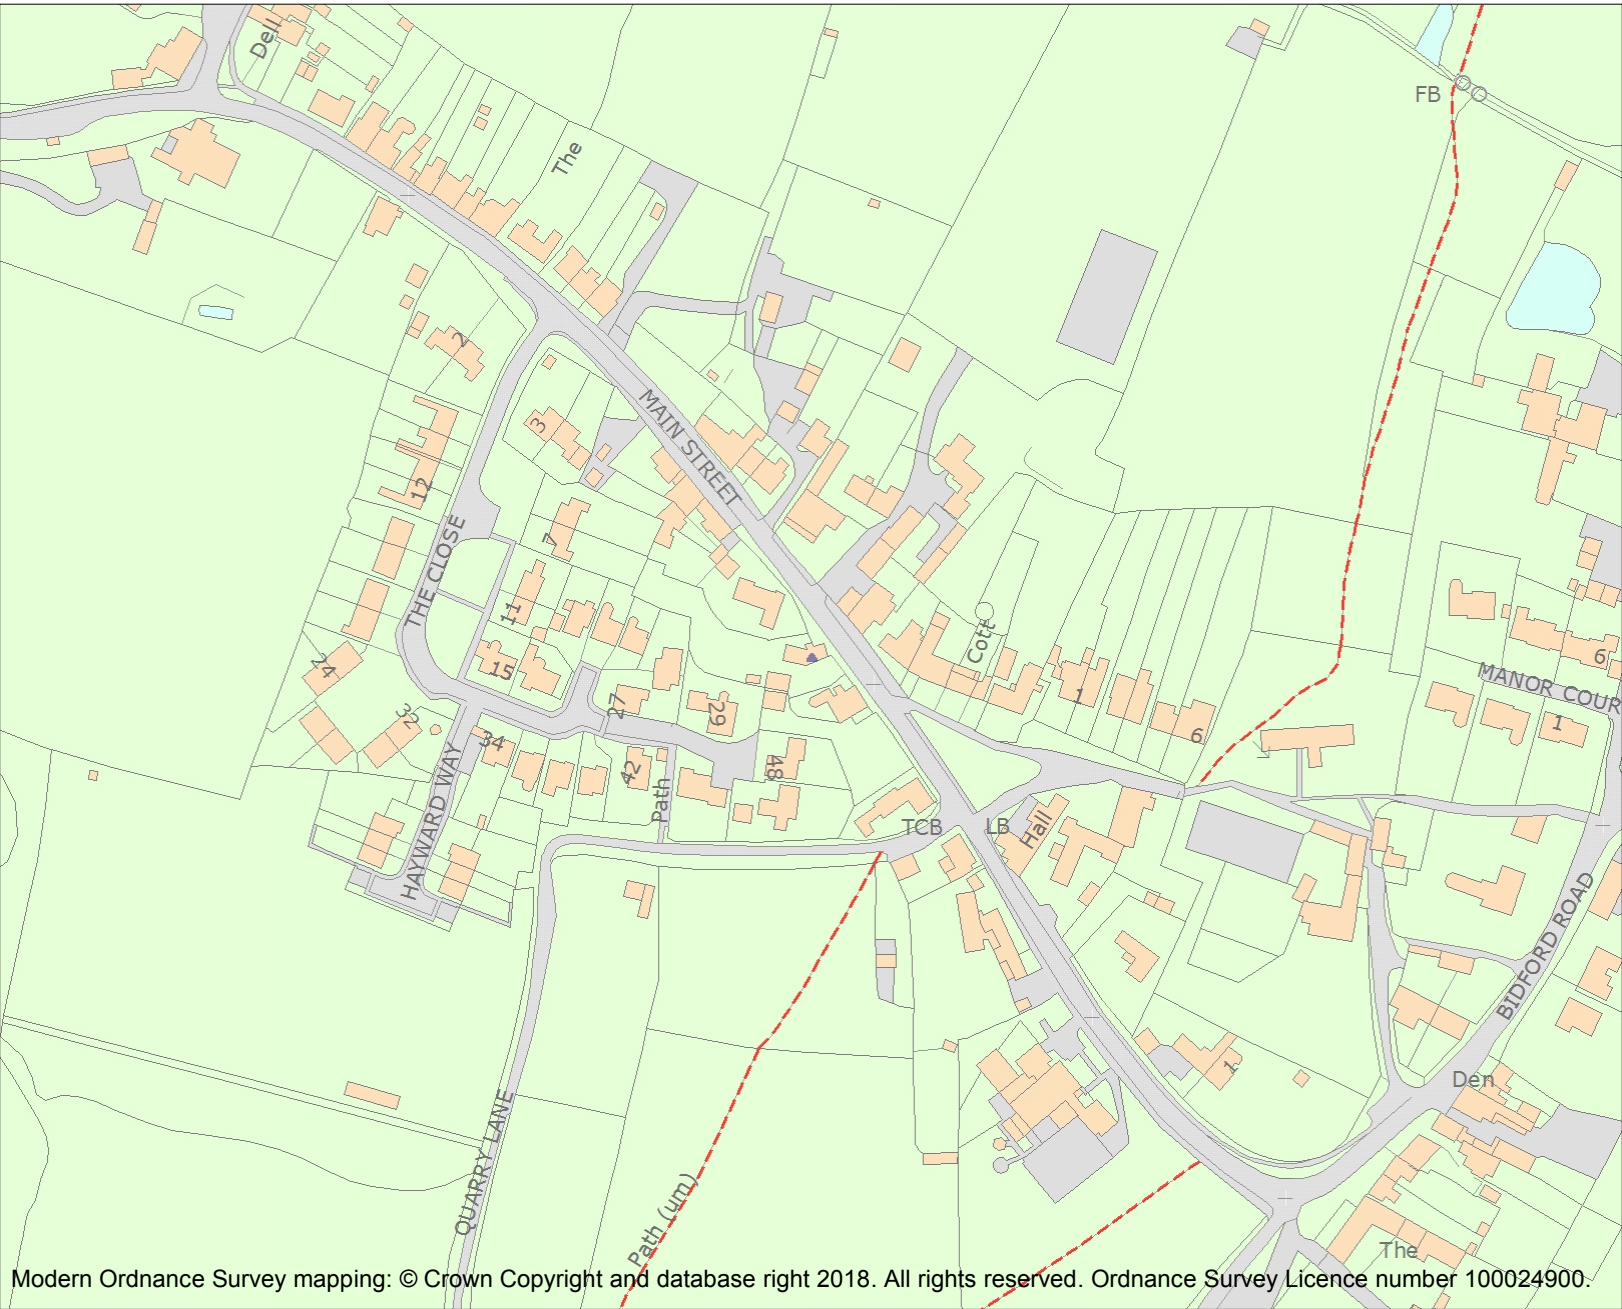 Dell
The
FB
2
3
MAIN STREET
12
7
THE CLOSE
11
Cott
24
15
6
MANOR COUR
27
1
32
29
1
34
6
42
48
HAYWARD WAY
Path
TCB
LB
Hall
BIDFORD ROAD
1
Den
QUARRY LANE
Path (um)
The
Modern Ordnance Survey mapping: © Crown Copyright and database right 2018. All rights reserved. Ordnance Survey Licence number 100024900.